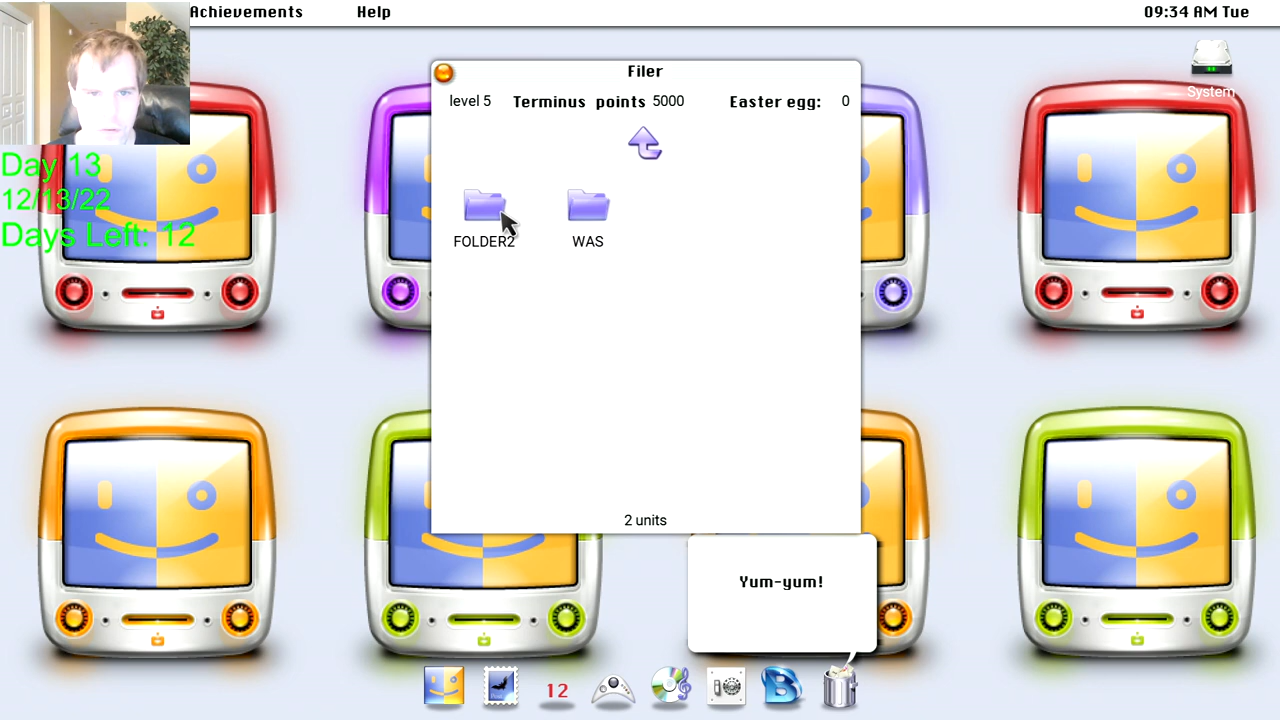 Achievements Help 09:34 AM Tue
Filer
level 5 Terminus points 5000 Easter egg: 0
System
Day 13
12/13/22
Days Left: 12
FOLDER2 WAS
2 units
Yum-yum!
12
B